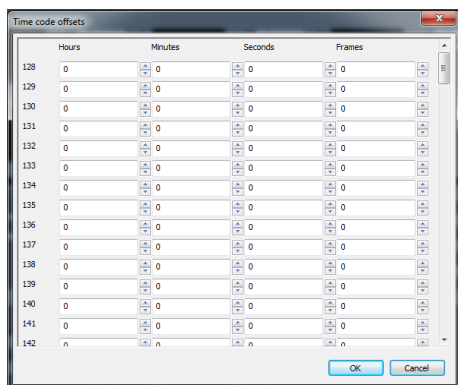 Time code offsets
Hours Minutes Seconds Frames
128 0 0 0 0
129 0 0 0 0
130 0 0 0 0
131 0 0 0 0
132 0 0 0 0
133 0 0 0 0
134 0 0 0 0
135 0 0 0 0
136 0 0 0 0
137 0 0 0 0
138 0 0 0 0
139 0 0 0 0
140 0 0 0 0
141 0 0 0 0
142 0 0 0 0
OK Cancel